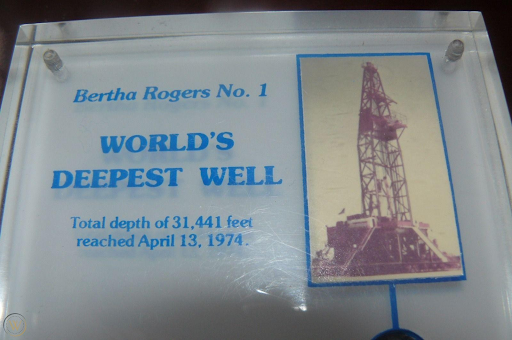 Bertha Rogers No. 1
WORLD'S
DEEPEST WELL
Total depth of 31,441 feet
reached April 13, 1974.